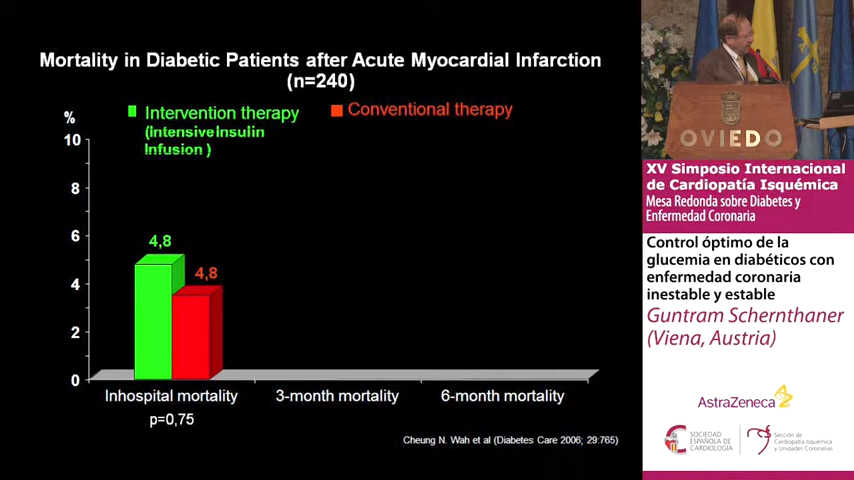 Mortality in Diabetic Patients after Acute Myocardial Infarction
(n=240)
%
Intervention therapy
(Intensive Insulin
Infusion )
Conventional therapy
10
8
6
4
2
0
4,8
4,8
Inhospital mortality
3-month mortality
6-month mortality
p=0,75
Cheung N. Wah et al (Diabetes Care 2006; 29:765)
OVIEDO
XV Simposio Internacional
de Cardiopatía Isquémica
Mesa Redonda sobre Diabetes y
Enfermedad Coronaria
Control óptimo de la
glucemia en diabéticos con
enfermedad coronaria
inestable y estable
Guntram Schernthaner
(Viena, Austria)
AstraZeneca
SOCIEDAD
ESPAÑOLA DE
CARDIOLOGÍA
Sección de
Cardiopatía Isquémica
y Unidades Coronarias